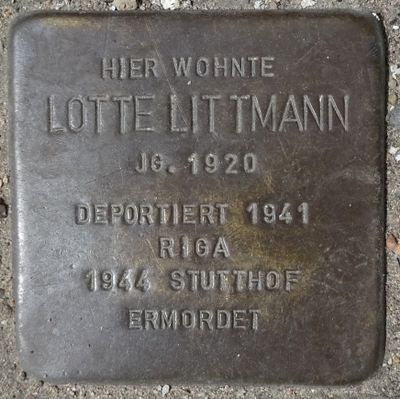 HIER WOHNTE
LOTTE LITTMANN
JG. 1920
DEPORTIERT 1941
RIGA
1944 STUTTHOF
ERMORDET